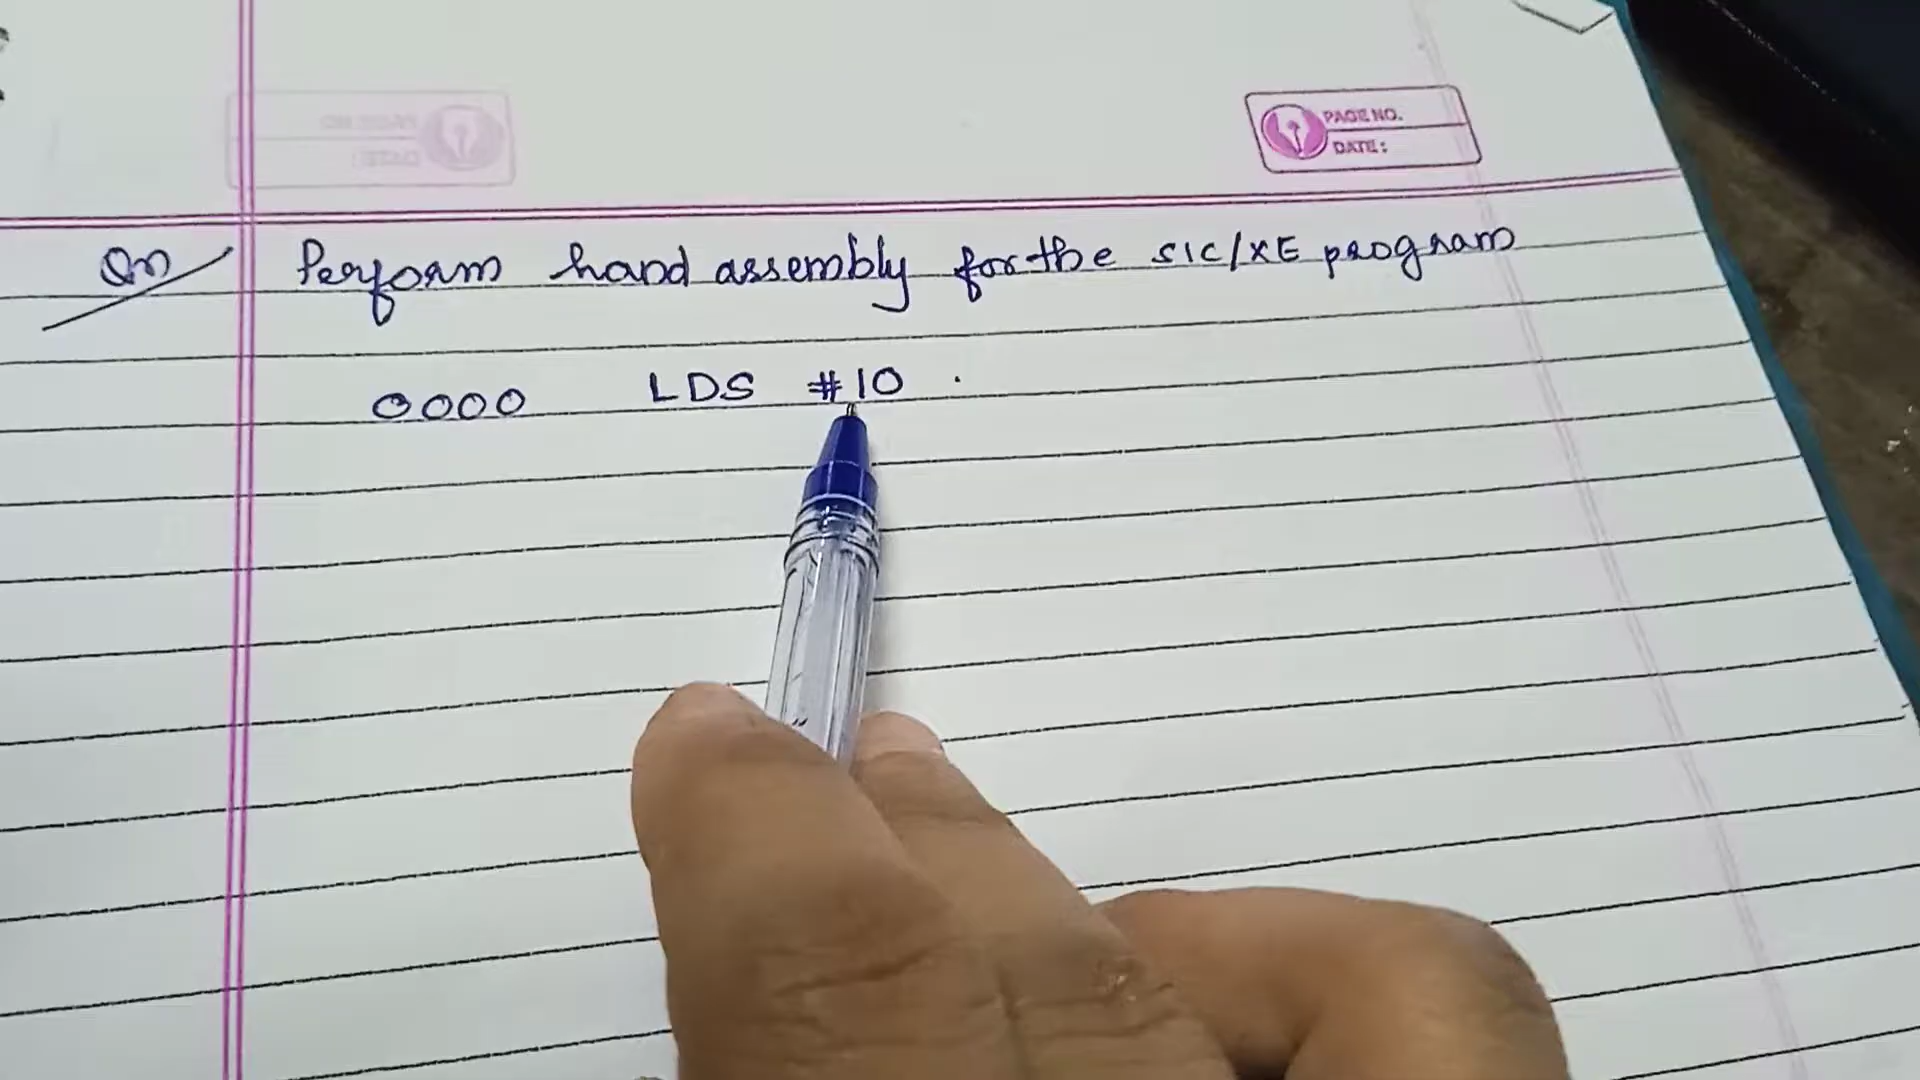 PAGE NO.
DATE:
Qn Perform hand assembly for the SIC/XE program
0000 LDS #10 .